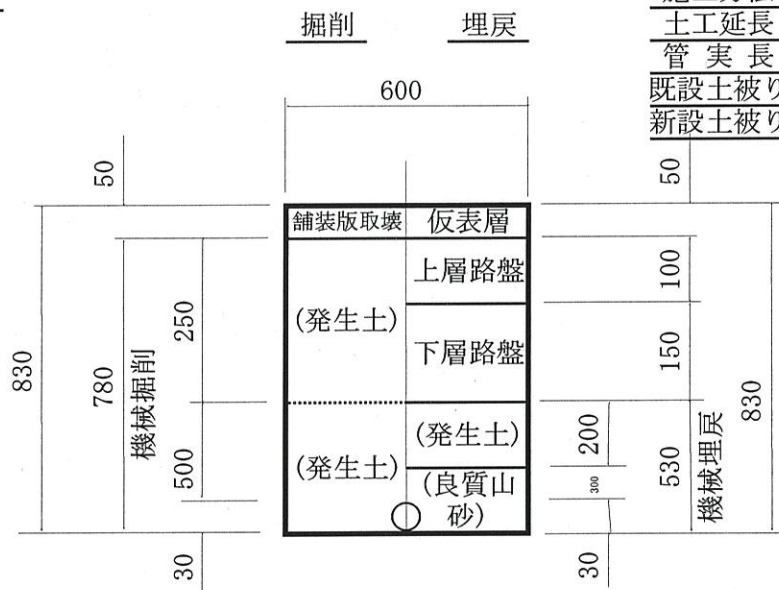 掘削
埋戻
土工延長
管 実 長
既設土被り
新設土被り
600
50
50
舗装版取壊
仮表層
上層路盤
(発生土)
下層路盤
(発生土)
(発生土)
(良質山
砂)
830
780
機械掘削
250
500
30
100
150
200
300
530
機械埋戻
830
30